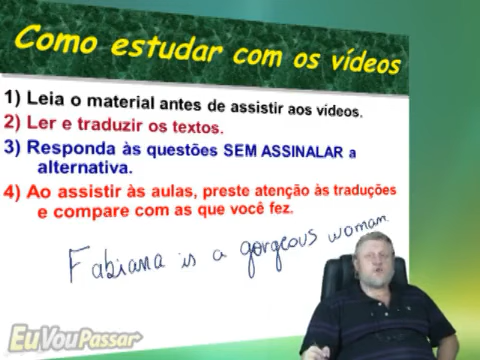 Como estudar com os vídeos
1) Leia o material antes de assistir aos vídeos.
2) Ler e traduzir os textos.
3) Responda às questões SEM ASSINALAR a
alternativa.
4) Ao assistir às aulas, preste atenção às traduções
e compare com as que você fez.
Fabiana is a gorgeous woman.
EuVouPassar